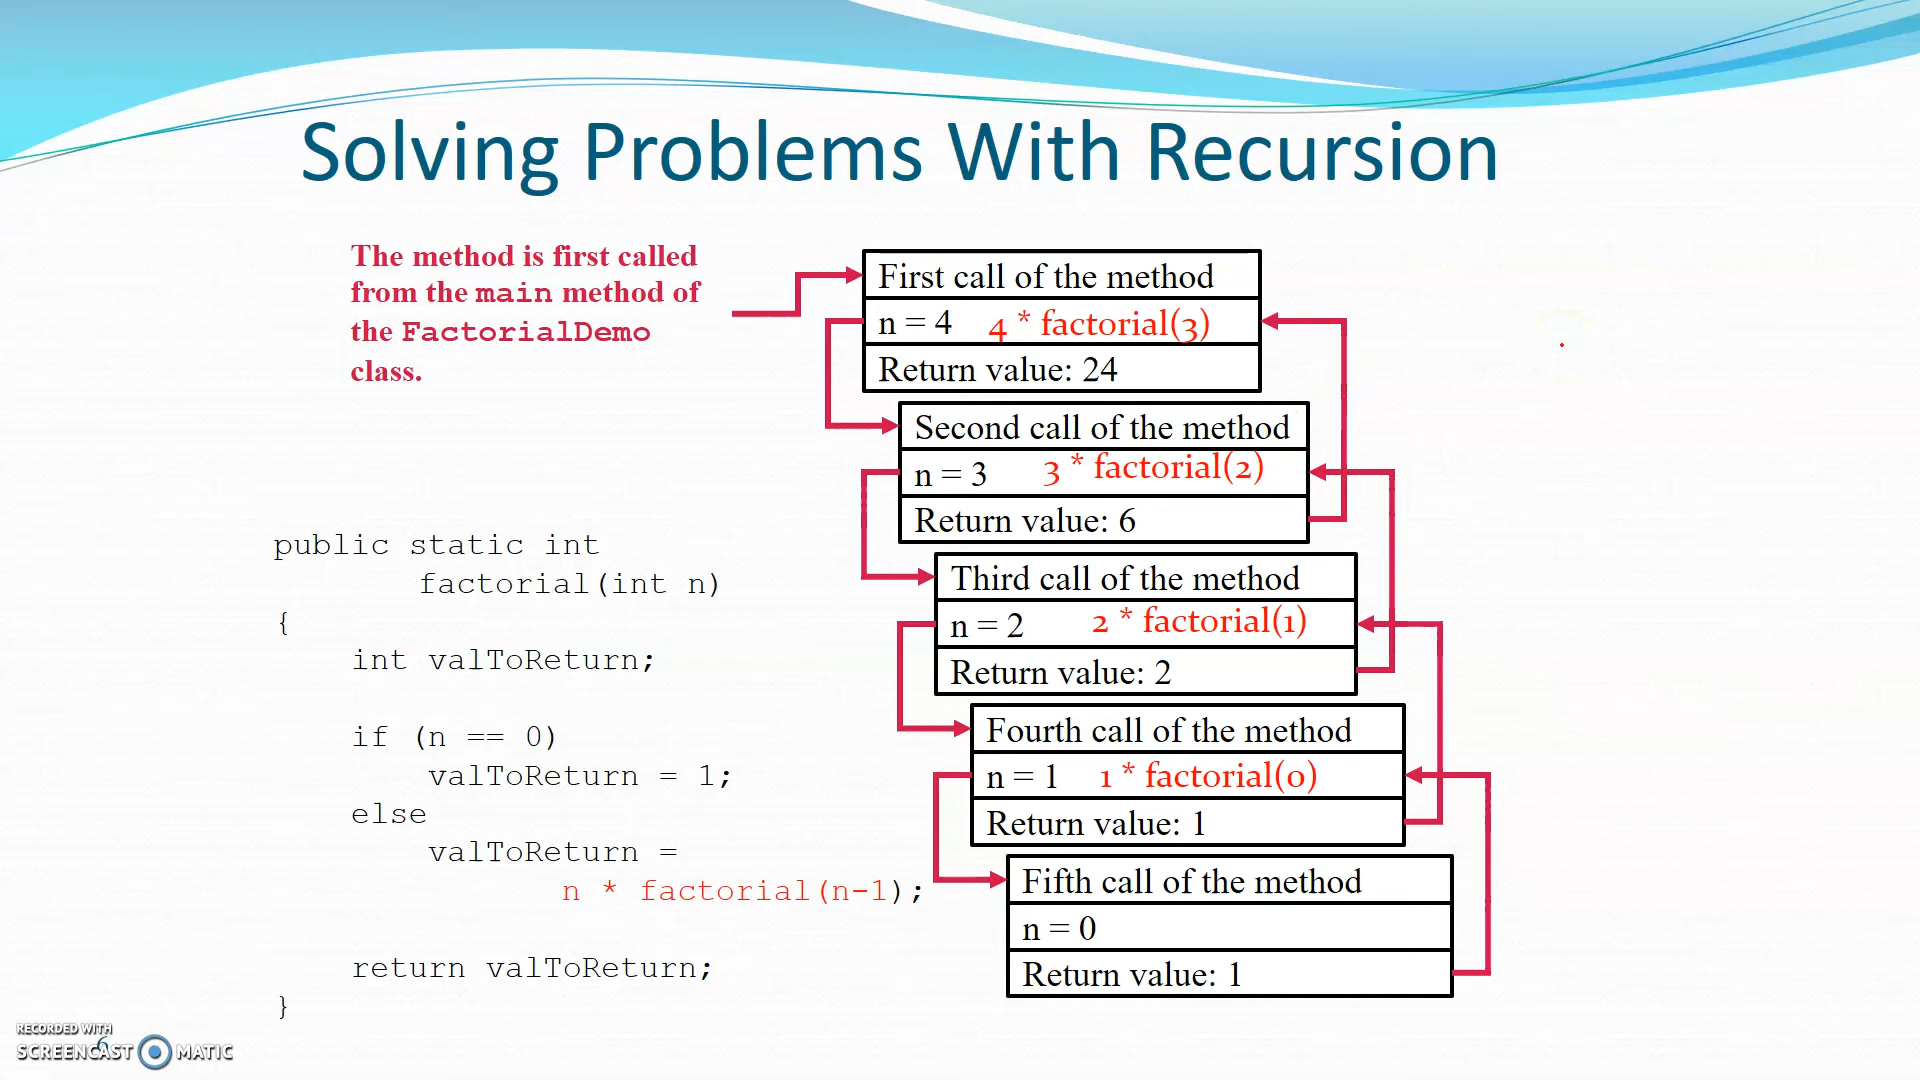 Solving Problems With Recursion
The method is first called
from the main method of
the FactorialDemo
class.
First call of the method
n = 4 4 * factorial(3)
Return value: 24
Second call of the method
n = 3 3 * factorial(2)
Return value: 6
Third call of the method
n = 2 2 * factorial(1)
Return value: 2
Fourth call of the method
n = 1 1 * factorial(0)
Return value: 1
Fifth call of the method
n = 0
Return value: 1
public static int
factorial(int n)
{
int valToReturn;
if (n == 0)
valToReturn = 1;
else
valToReturn =
n * factorial(n-1);
return valToReturn;
}
RECORDED WITH
SCREENCAST MATIC
6